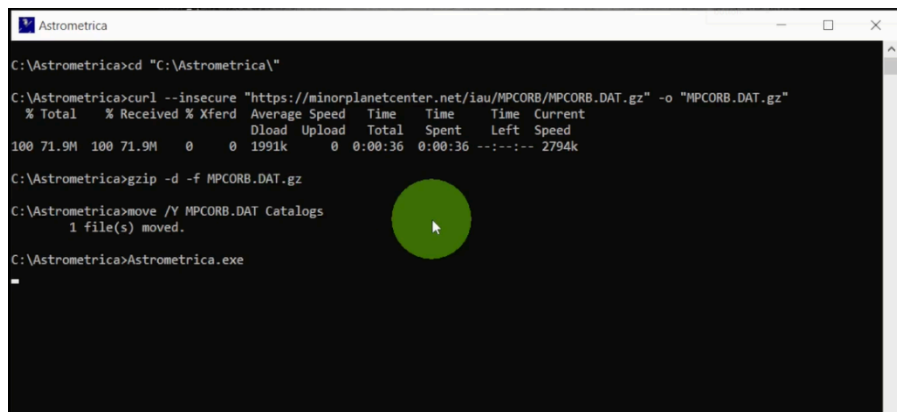 Astrometrica
C:\Astrometrica>cd "C:\Astrometrica\"
C:\Astrometrica>curl --insecure "https://minorplanetcenter.net/iau/MPCORB/MPCORB.DAT.gz" -o "MPCORB.DAT.gz"
% Total % Received % Xferd Average Speed Time Time Time Current
Dload Upload Total Spent Left Speed
100 71.9M 100 71.9M 0 0 1991k 0 0:00:36 0:00:36 --:--:-- 2794k
C:\Astrometrica>gzip -d -f MPCORB.DAT.gz
C:\Astrometrica>move /Y MPCORB.DAT Catalogs
1 file(s) moved.
C:\Astrometrica>Astrometrica.exe